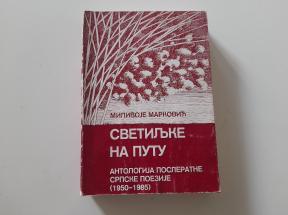 МИЛИВОЈЕ МАРКОВИЋ
СВЕТИЉКЕ
НА ПУТУ
АНТОЛОГИЈА ПОСЛЕРАТНЕ
СРПСКЕ ПОЕЗИЈЕ
(1950-1985)